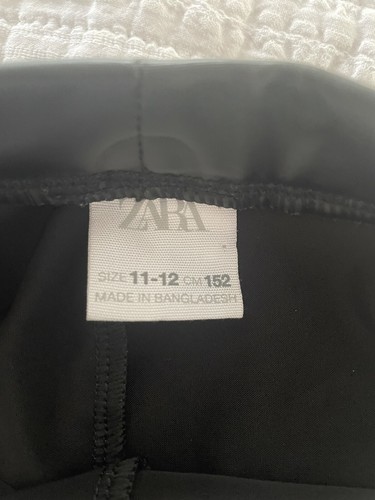 ZARA
SIZE 11-12 CM 152
MADE IN BANGLADESH